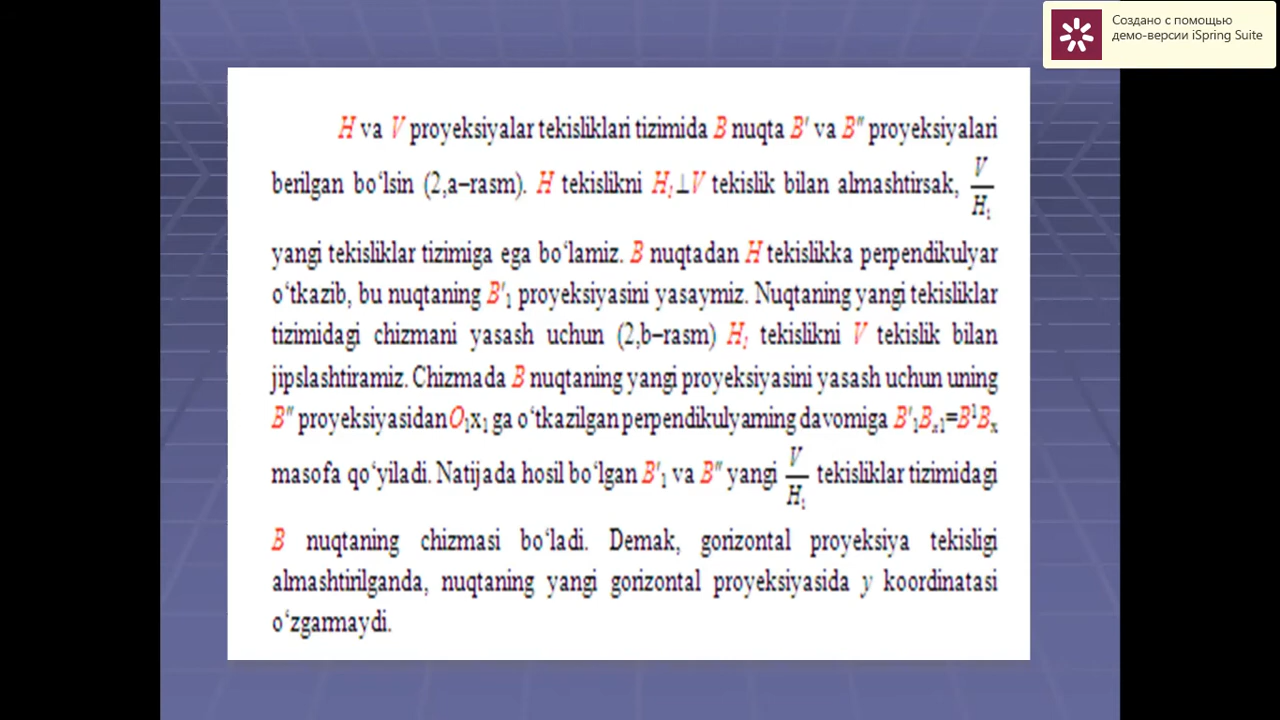 Создано с помощью
демо-версии iSpring Suite
H va V proyeksiyalar tekisliklari tizimida B nuqta B′ va B″ proyeksiyalari
berilgan bo‘lsin (2,a–rasm). H tekislikni H₁⊥V tekislik bilan almashtirsak, V/H₁
yangi tekisliklar tizimiga ega bo‘lamiz. B nuqtadan H tekislikka perpendikulyar
o‘tkazib, bu nuqtaning B′₁ proyeksiyasini yasaymiz. Nuqtaning yangi tekisliklar
tizimidagi chizmani yasash uchun (2,b–rasm) H₁ tekislikni V tekislik bilan
jipslashtiramiz. Chizmada B nuqtaning yangi proyeksiyasini yasash uchun uning
B″ proyeksiyasidan O₁x₁ ga o‘tkazilgan perpendikulyarning davomiga B′₁Bₓ₁=B¹Bₓ
masofa qo‘yiladi. Natijada hosil bo‘lgan B′₁ va B″ yangi V/H₁ tekisliklar tizimidagi
B nuqtaning chizmasi bo‘ladi. Demak, gorizontal proyeksiya tekisligi
almashtirilganda, nuqtaning yangi gorizontal proyeksiyasida y koordinatasi
o‘zgarmaydi.